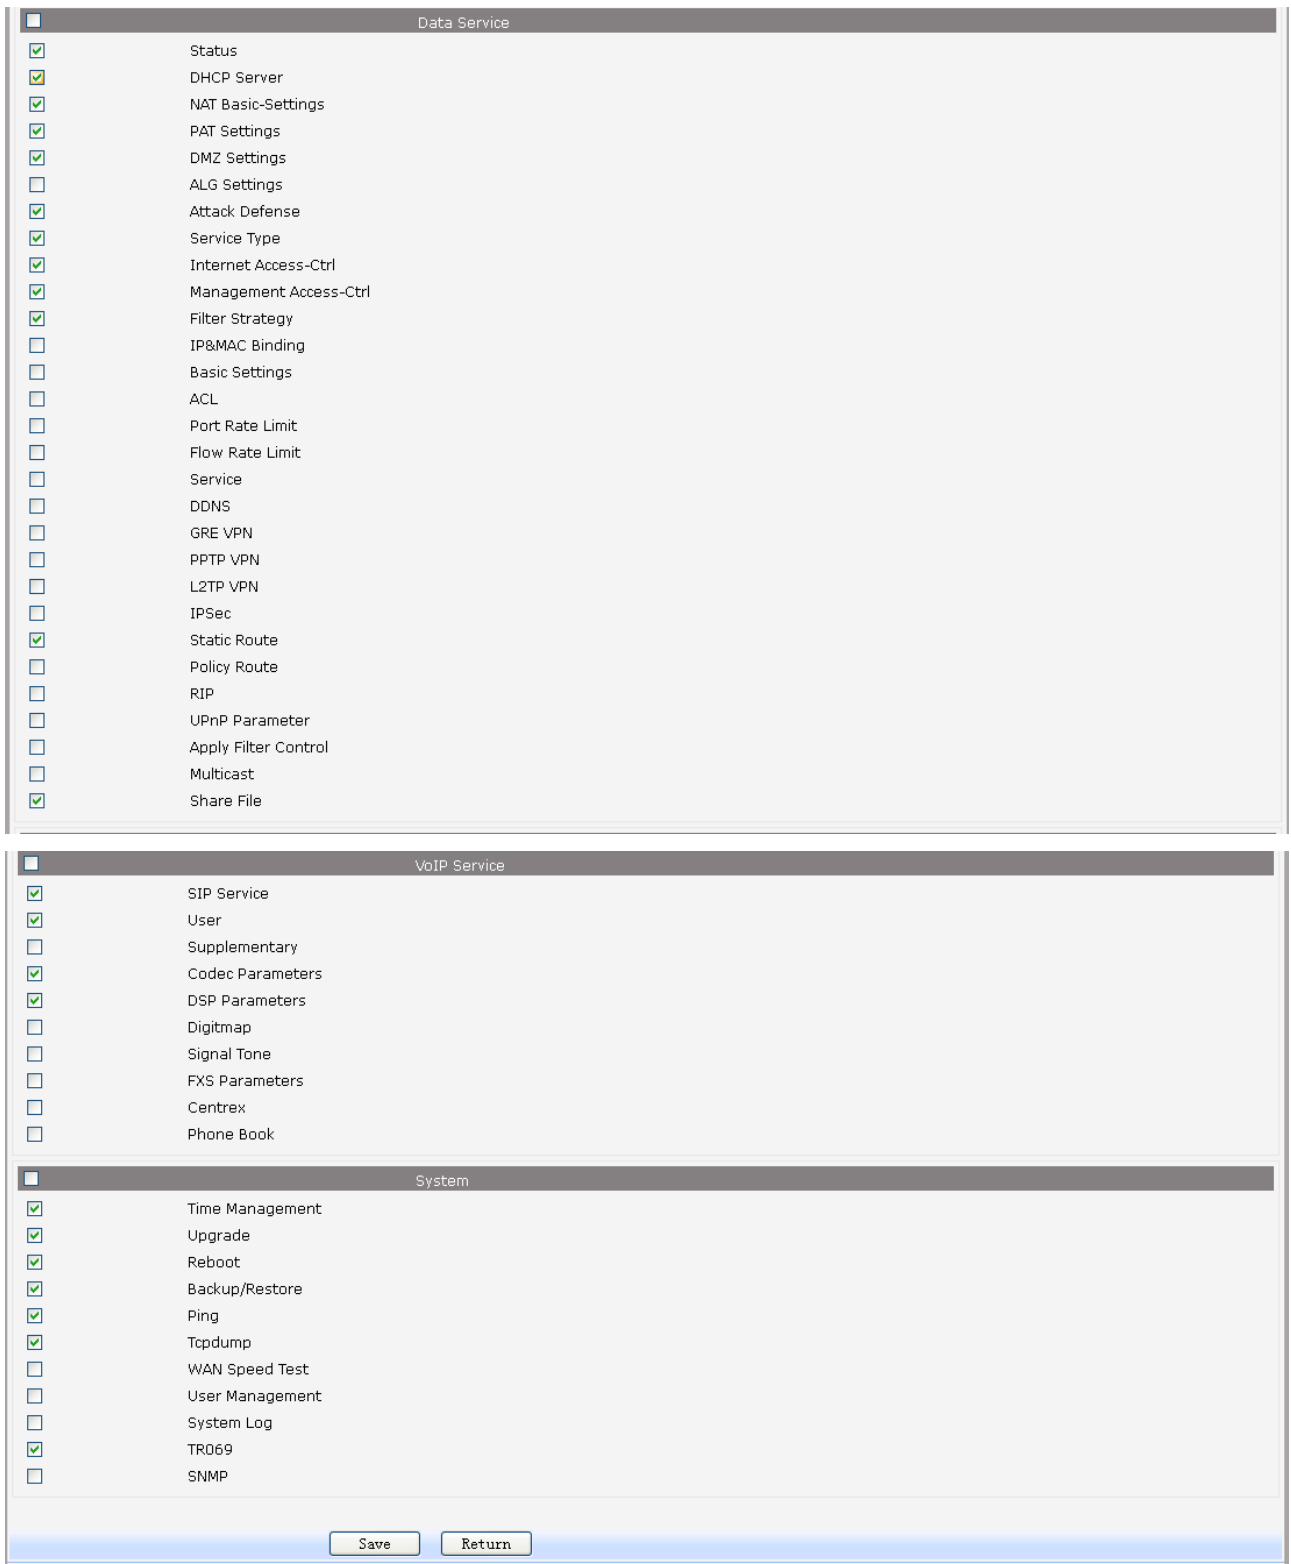 Data Service
Status
DHCP Server
NAT Basic-Settings
PAT Settings
DMZ Settings
ALG Settings
Attack Defense
Service Type
Internet Access-Ctrl
Management Access-Ctrl
Filter Strategy
IP&MAC Binding
Basic Settings
ACL
Port Rate Limit
Flow Rate Limit
Service
DDNS
GRE VPN
PPTP VPN
L2TP VPN
IPSec
Static Route
Policy Route
RIP
UPnP Parameter
Apply Filter Control
Multicast
Share File
VoIP Service
SIP Service
User
Supplementary
Codec Parameters
DSP Parameters
Digitmap
Signal Tone
FXS Parameters
Centrex
Phone Book
System
Time Management
Upgrade
Reboot
Backup/Restore
Ping
Tcpdump
WAN Speed Test
User Management
System Log
TR069
SNMP
Save Return